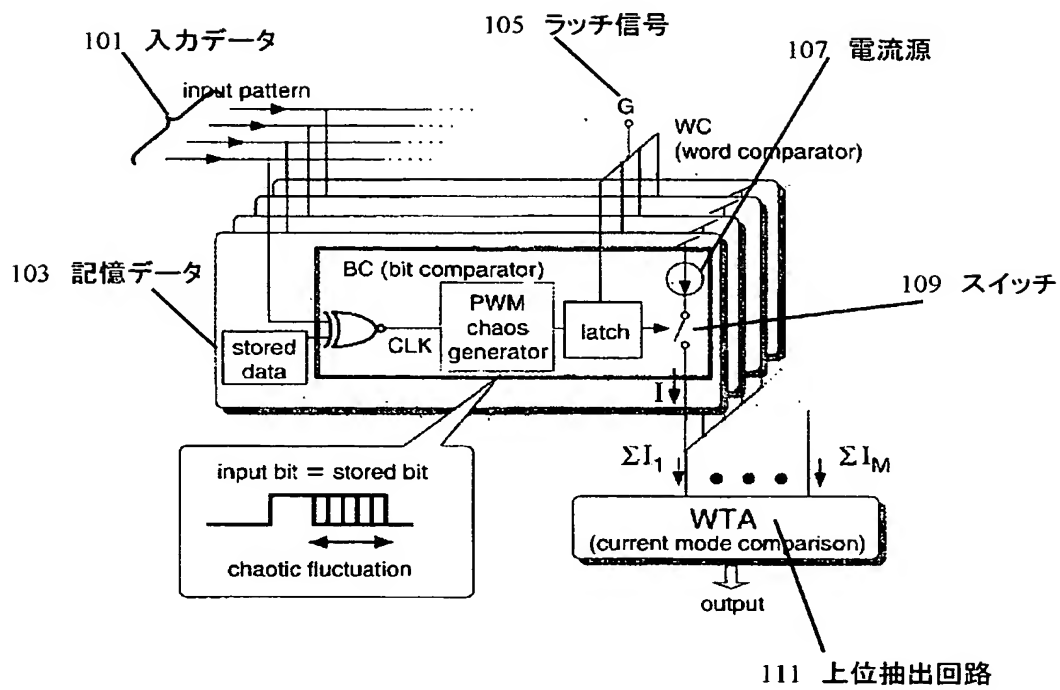 101 入力データ
105 ラッチ信号
107 電流源
input pattern
G
WC
(word comparator)
103 記憶データ
BC (bit comparator)
109 スイッチ
stored
data
CLK
PWM
chaos
generator
latch
I
input bit = stored bit
chaotic fluctuation
ΣI1
ΣIM
WTA
(current mode comparison)
output
111 上位抽出回路